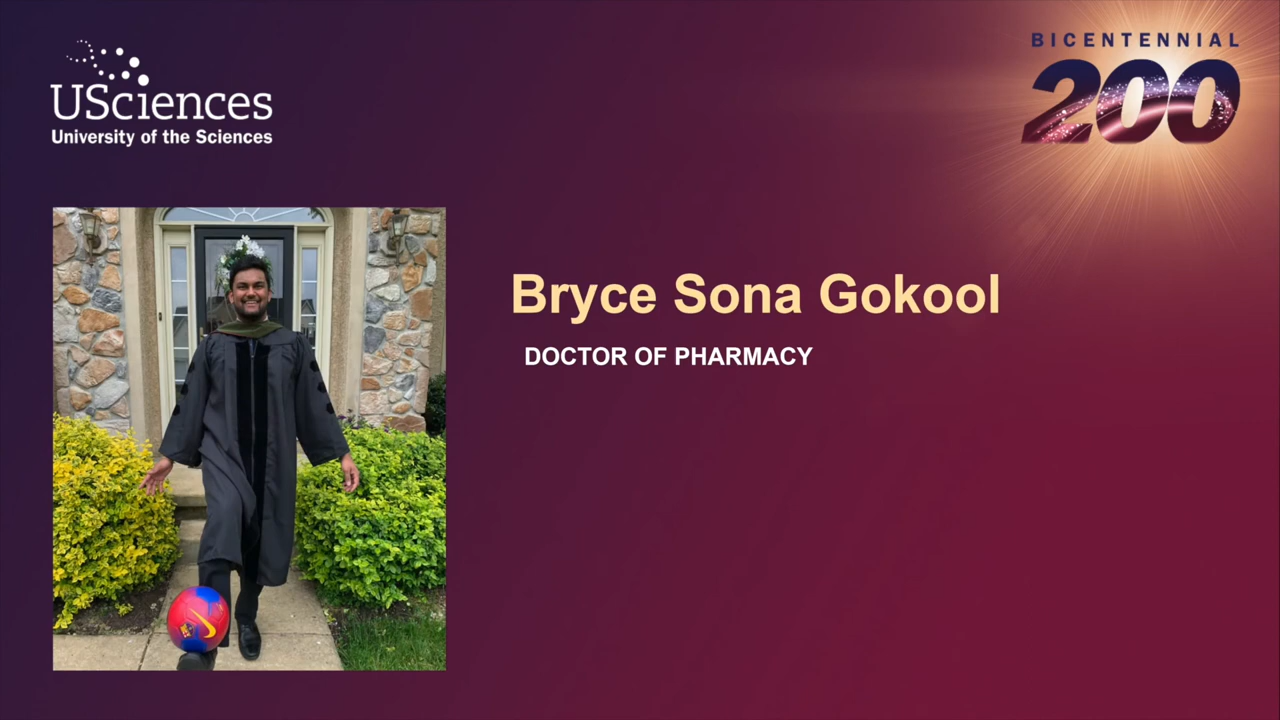 USciences
University of the Sciences
BICENTENNIAL
200
Bryce Sona Gokool
DOCTOR OF PHARMACY